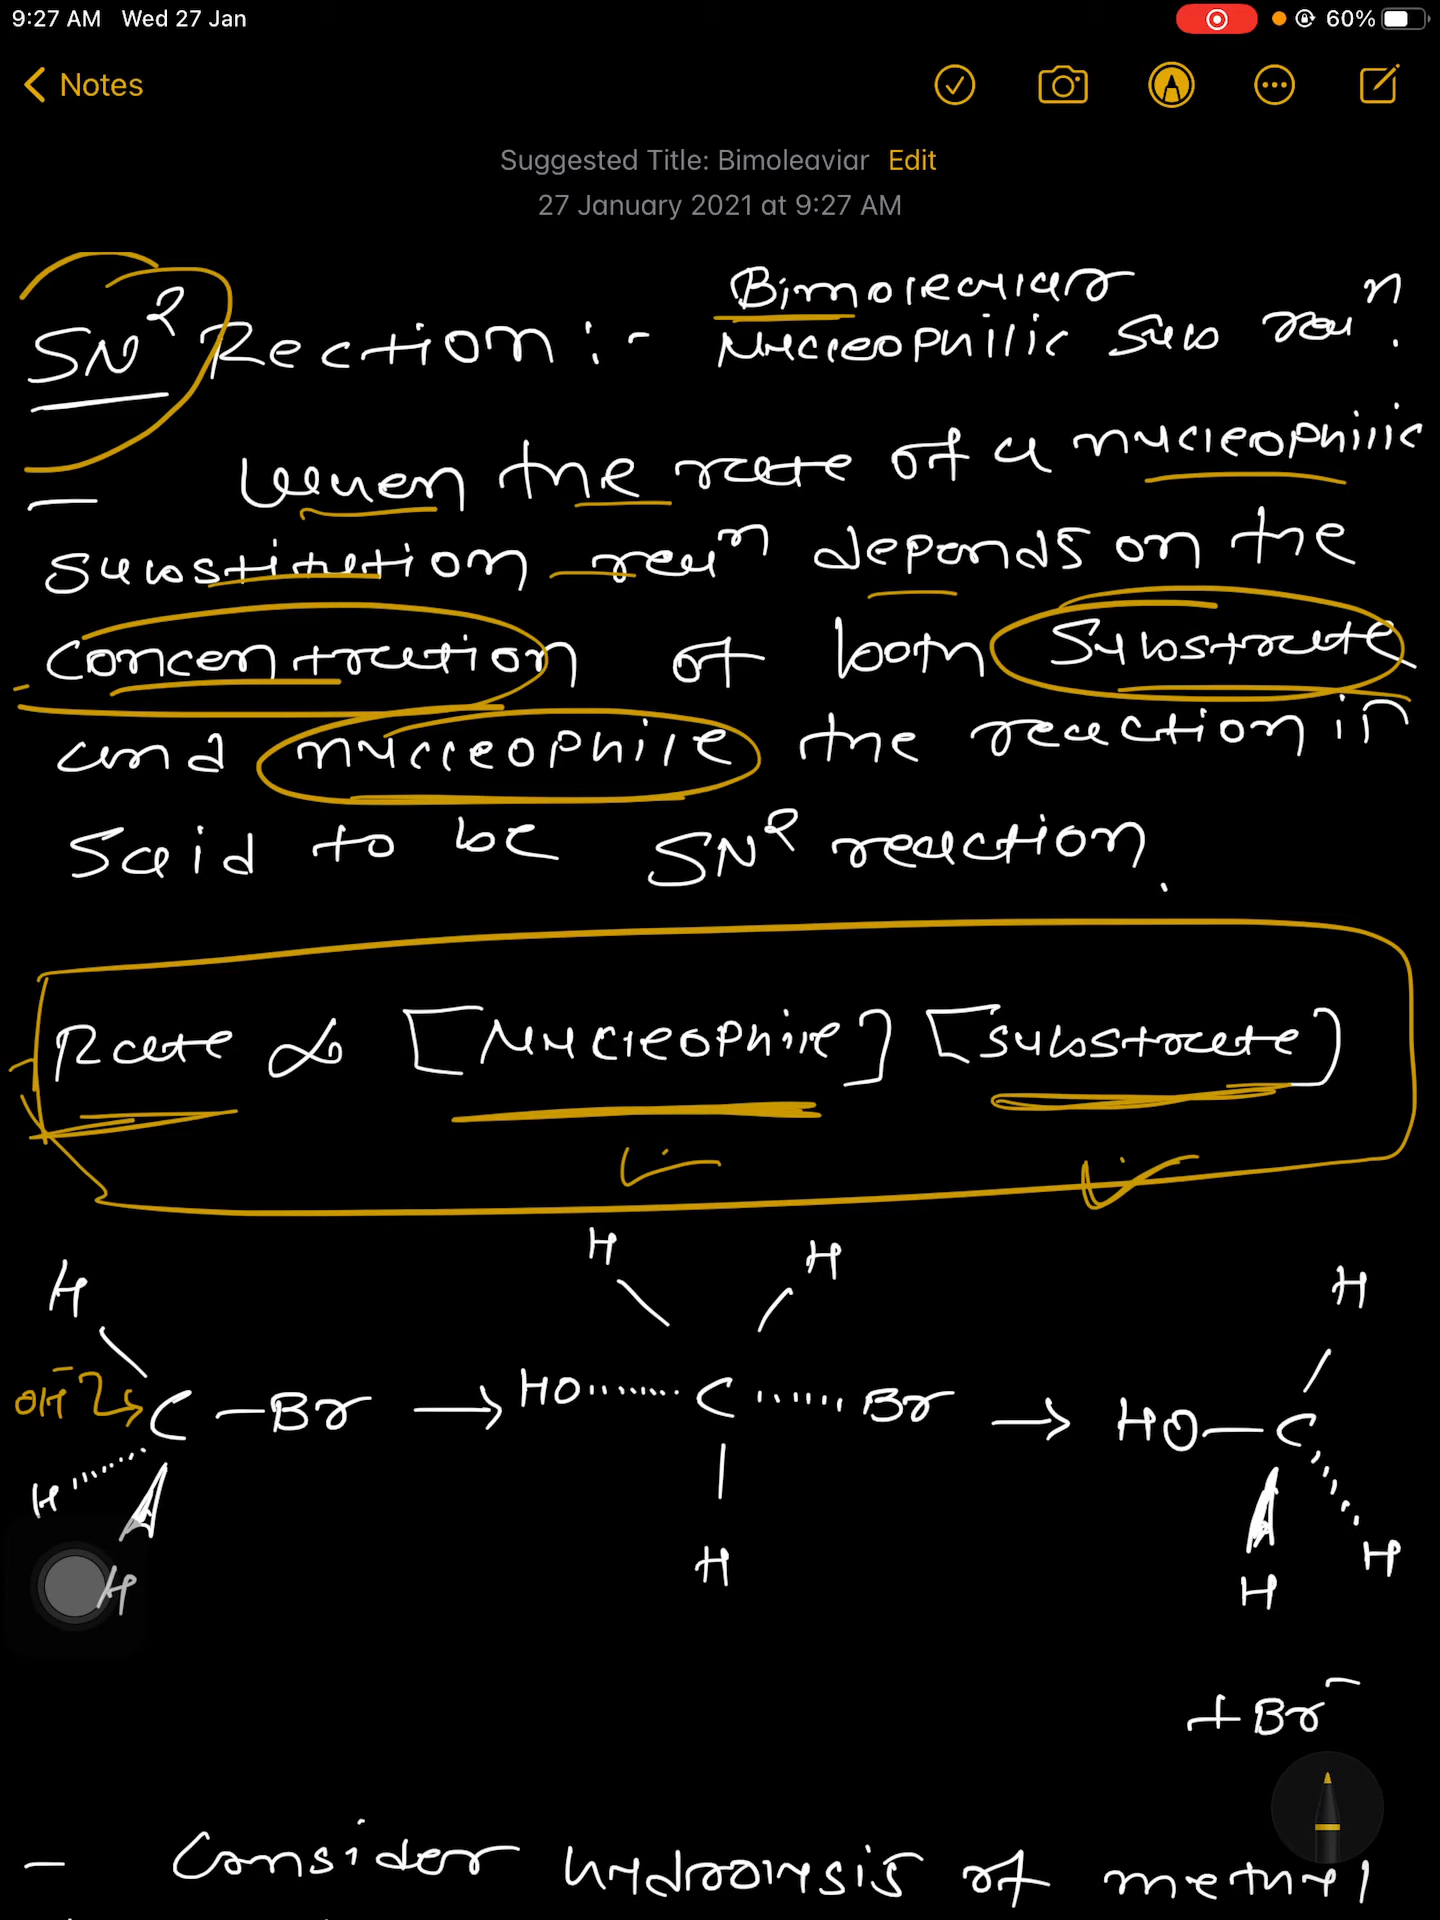 9:27 AM Wed 27 Jan 60%
Notes
Suggested Title: Bimoleaviar Edit
27 January 2021 at 9:27 AM
Bimolecular
SN² Rection :- Nucleophilic Sub reaⁿ.
– When the rate of a nucleophilic
substitution reaⁿ depends on the
concentration of both Substrate
and nucleophile the reaction is
Said to be SN² reaction.
Rate ∝ [Nucleophile] [substrate]
H H H H
OH⁻ C – Br → HO ...... C ...... Br → HO – C
H H H H H
+ Br⁻
– Consider hydrolysis of methyl